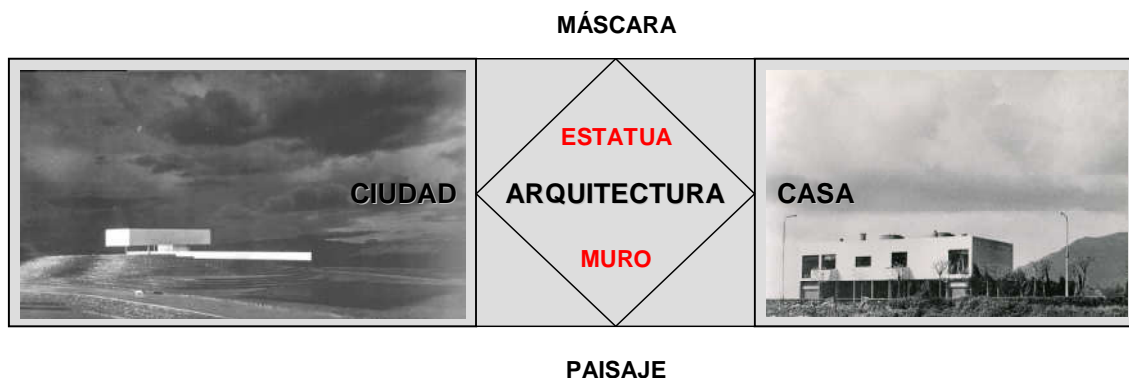 MÁSCARA
ESTATUA
CIUDAD ARQUITECTURA CASA
MURO
PAISAJE